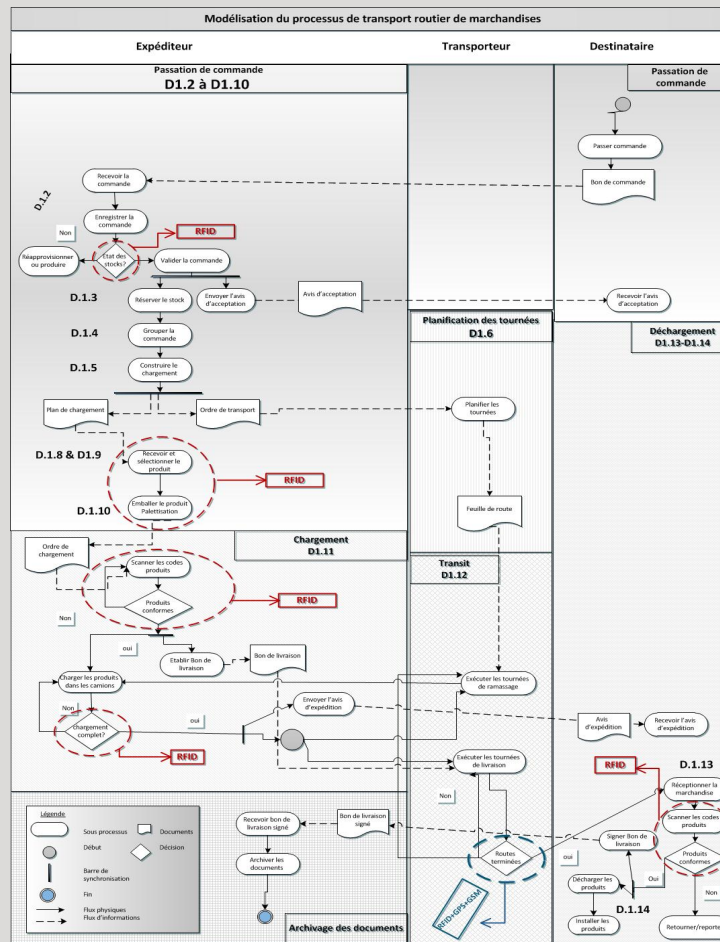 Modélisation du processus de transport routier de marchandises
Expéditeur
Transporteur
Destinataire
Passation de commande
D1.2 à D1.10
Passation de
commande
Passer commande
Bon de commande
Recevoir la
commande
D.1.2
Enregistrer la
commande
Non
RFID
Réapprovisionner
ou produire
Etat des
stocks?
Valider la commande
D.1.3
Réserver le stock
Envoyer l'avis
d'acceptation
Avis d'acceptation
Recevoir l'avis
d'acceptation
D.1.4
Grouper la
commande
Planification des tournées
D1.6
Déchargement
D1.13-D1.14
D.1.5
Construire le
chargement
Plan de chargement
Ordre de transport
Planifier les
tournées
D.1.8 & D1.9
Recevoir et
sélectionner le
produit
RFID
D.1.10
Emballer le produit
Palettisation
Feuille de route
Ordre de
chargement
Chargement
D1.11
Scanner les codes
produits
Transit
D1.12
Produits
conformes
RFID
Non
oui
Etablir Bon de
livraison
Bon de livraison
Charger les produits
dans les camions
Exécuter les tournées
de ramassage
Non
Envoyer l'avis
d'expédition
Chargement
complet?
oui
Avis
d'expédition
Recevoir l'avis
d'expédition
RFID
Exécuter les tournées
de livraison
RFID
D.1.13
Réceptionner la
marchandise
Non
Légende
Sous processus
Documents
Début
Décision
Barre de
synchronisation
Fin
Flux physiques
Flux d'informations
Recevoir bon de
livraison signé
Bon de livraison
signé
Archiver les
documents
Archivage des documents
Routes
terminées
oui
RFID+GPS+GSM
Scanner les codes
produits
Signer Bon de
livraison
Produits
conformes
Oui
Non
Décharger les
produits
D.1.14
Installer les
produits
Retourner/reporter